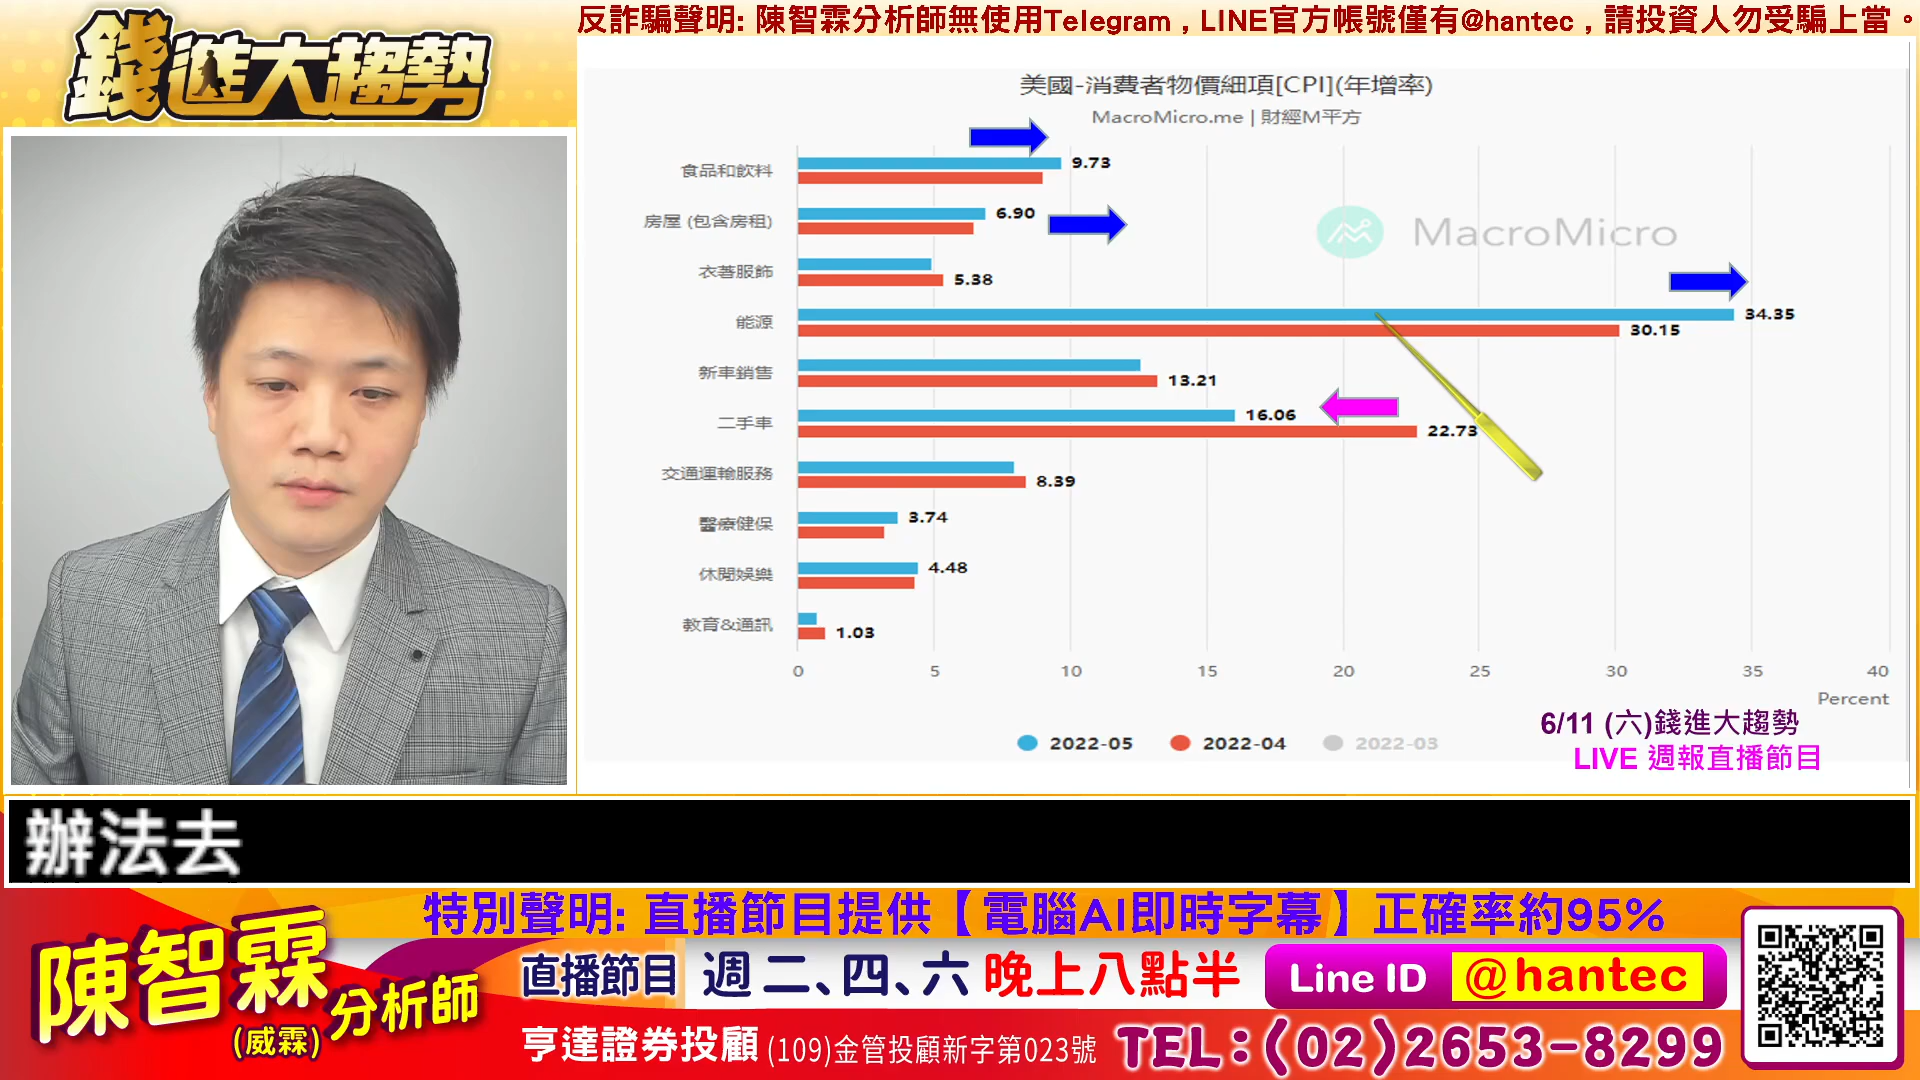 反詐騙聲明: 陳智霖分析師無使用Telegram , LINE官方帳號僅有@hantec , 請投資人勿受騙上當。
錢進大趨勢
美國-消費者物價細項[CPI](年增率)
MacroMicro.me | 財經M平方
食品和飲料 9.73
房屋 (包含房租) 6.90
MacroMicro
衣著服飾 5.38
能源 34.35
30.15
新車銷售 13.21
二手車 16.06
22.73
交通運輸服務 8.39
醫療健保 3.74
休閒娛樂 4.48
教育&通訊 1.03
0 5 10 15 20 25 30 35 40
Percent
2022-05 2022-04 2022-03
6/11 (六)錢進大趨勢
LIVE 週報直播節目
辦法去
特別聲明: 直播節目提供【電腦AI即時字幕】正確率約95%
陳智霖分析師
(威霖)
直播節目 週二、四、六 晚上八點半
Line ID @hantec
亨達證券投顧 (109)金管投顧新字第023號
TEL:(02)2653-8299